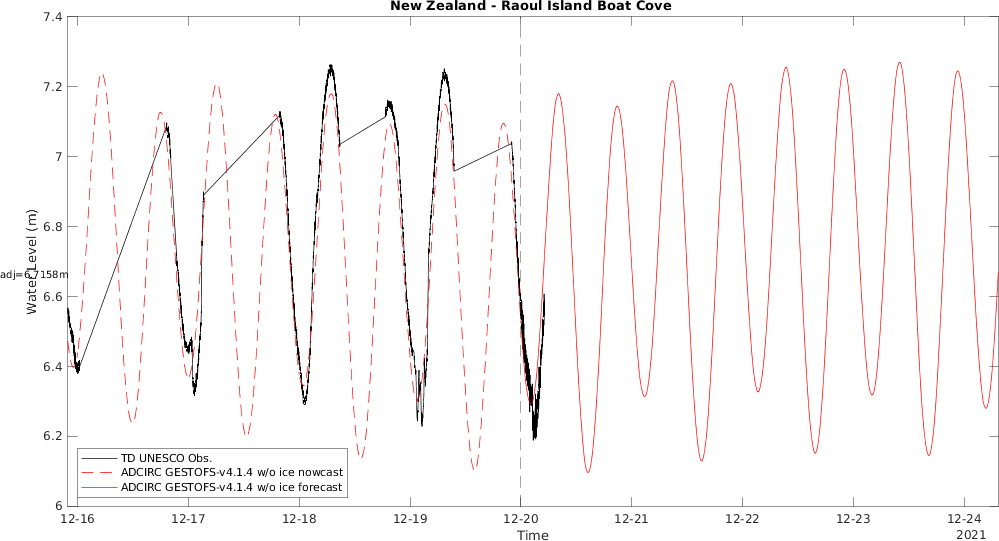 New Zealand - Raoul Island Boat Cove
7.4
7.2
7
6.8
6.6
6.4
6.2
6
Water Level (m)
adj=6.7158m
TD UNESCO Obs.
ADCIRC GESTOFS-v4.1.4 w/o ice nowcast
ADCIRC GESTOFS-v4.1.4 w/o ice forecast
12-16 12-17 12-18 12-19 12-20 12-21 12-22 12-23 12-24
Time
2021